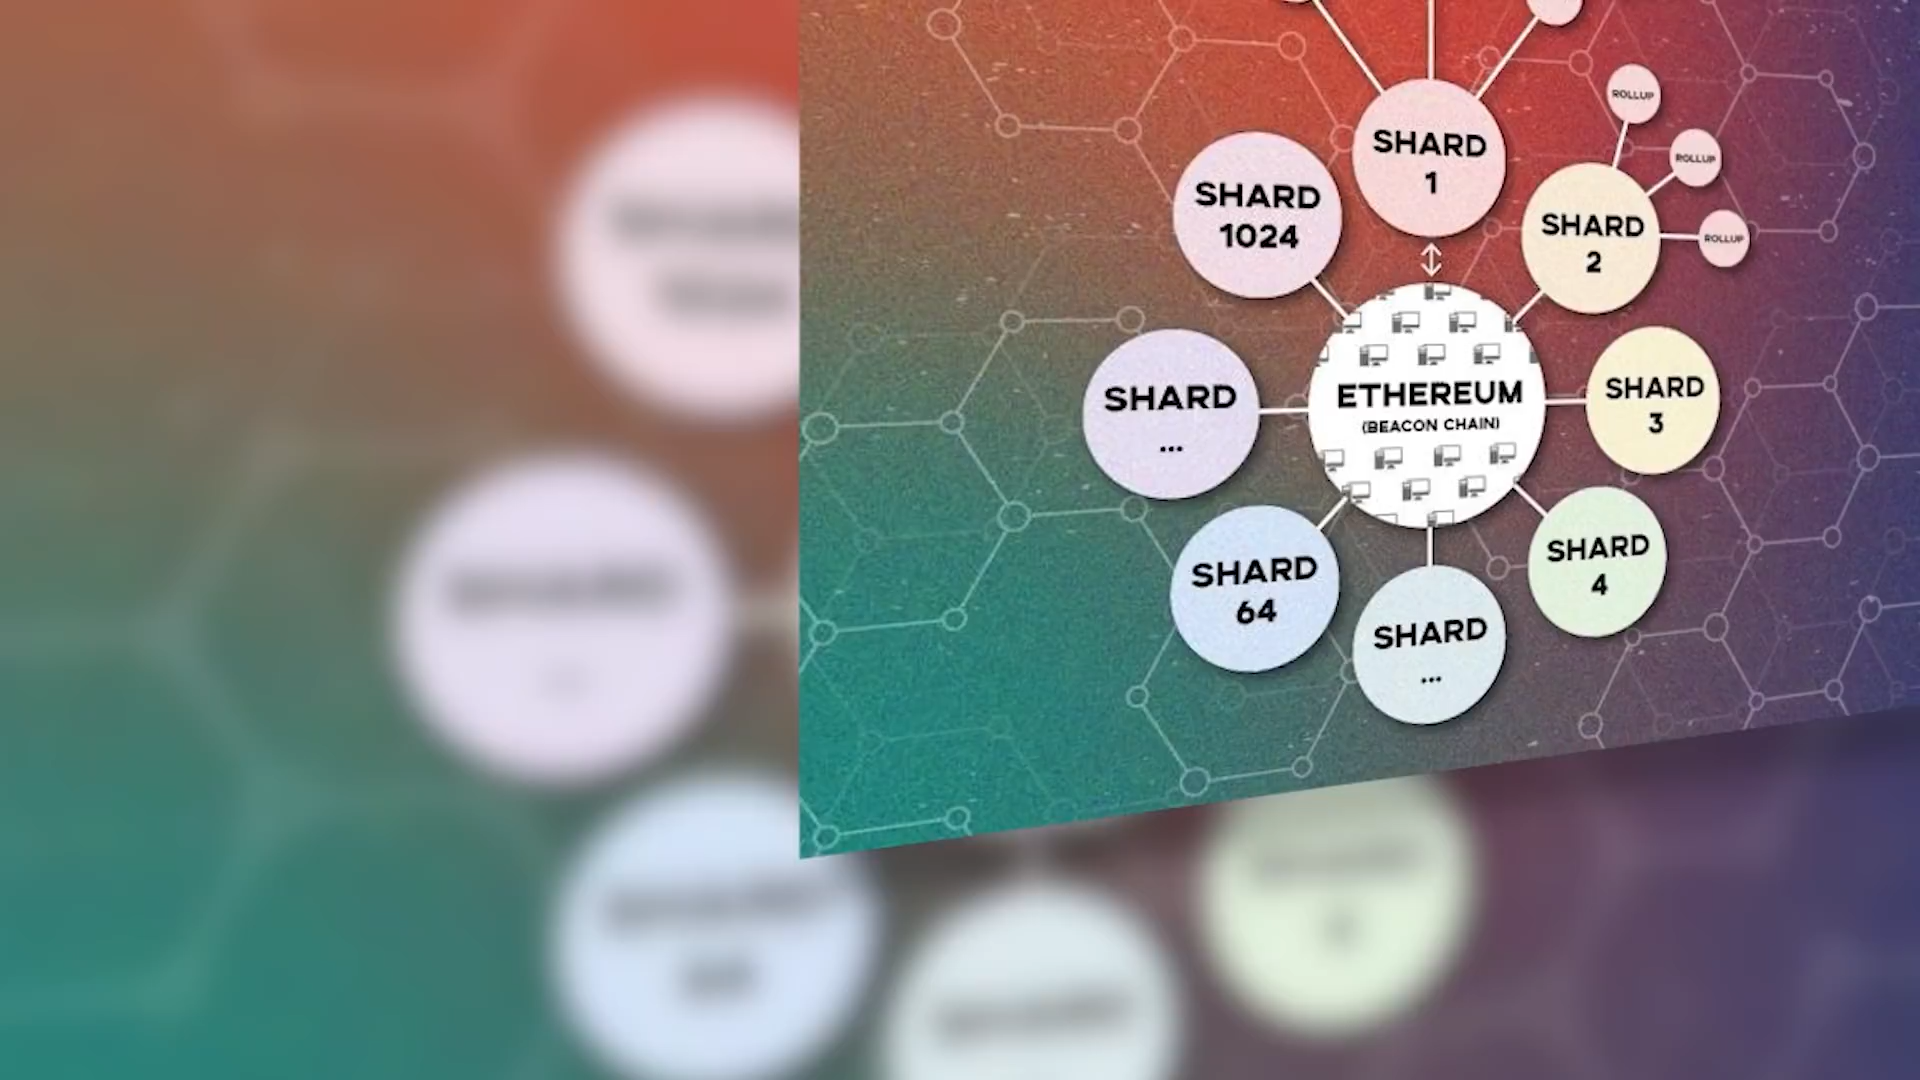 ROLLUP
SHARD
1
ROLLUP
SHARD
1024
SHARD
2
ROLLUP
SHARD
...
ETHEREUM
(BEACON CHAIN)
SHARD
3
SHARD
64
SHARD
4
SHARD
...